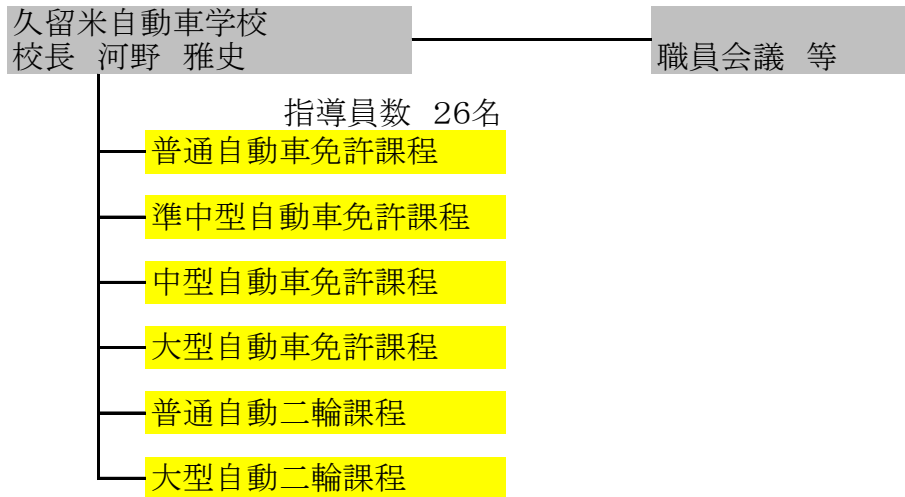 久留米自動車学校
校長 河野 雅史
職員会議 等
指導員数 26名
普通自動車免許課程
準中型自動車免許課程
中型自動車免許課程
大型自動車免許課程
普通自動二輪課程
大型自動二輪課程